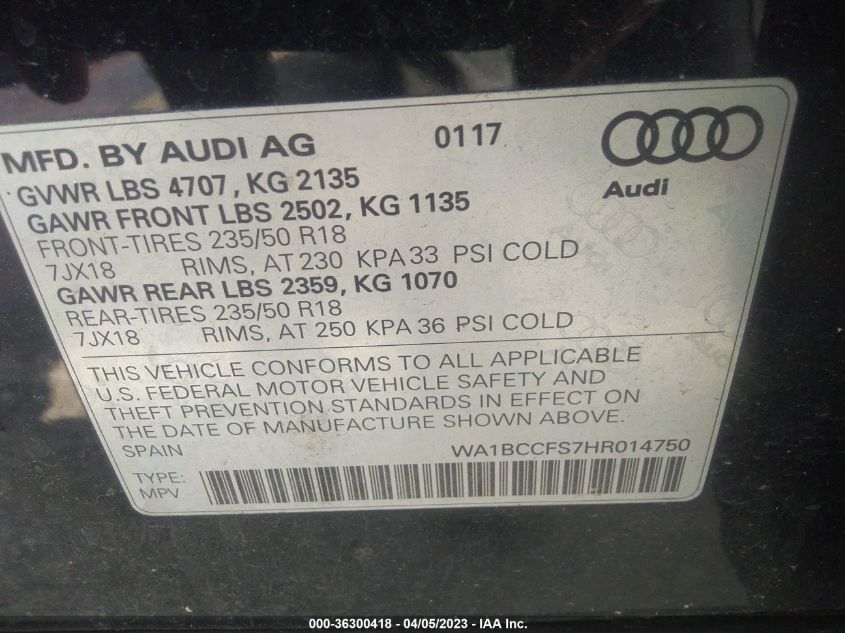 MFD. BY AUDI AG 0117
Audi
GVWR LBS 4707, KG 2135
GAWR FRONT LBS 2502, KG 1135
FRONT-TIRES 235/50 R18
7JX18 RIMS, AT 230 KPA 33 PSI COLD
GAWR REAR LBS 2359, KG 1070
REAR-TIRES 235/50 R18
7JX18 RIMS, AT 250 KPA 36 PSI COLD
THIS VEHICLE CONFORMS TO ALL APPLICABLE
U.S. FEDERAL MOTOR VEHICLE SAFETY AND
THEFT PREVENTION STANDARDS IN EFFECT ON
THE DATE OF MANUFACTURE SHOWN ABOVE.
SPAIN WA1BCCFS7HR014750
TYPE:
MPV
000-36300418 - 04/05/2023 - IAA Inc.